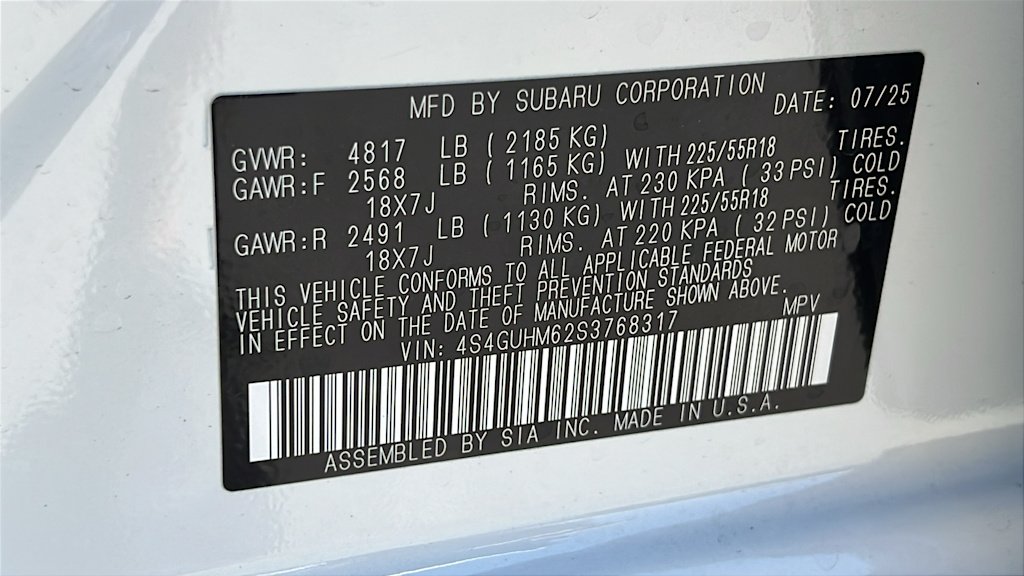 MFD BY SUBARU CORPORATION DATE: 07/25
GVWR: 4817 LB ( 2185 KG)
GAWR:F 2568 LB ( 1165 KG) WITH 225/55R18 TIRES.
18X7J RIMS. AT 230 KPA ( 33 PSI) COLD
GAWR:R 2491 LB ( 1130 KG) WITH 225/55R18 TIRES.
18X7J RIMS. AT 220 KPA ( 32 PSI) COLD
THIS VEHICLE CONFORMS TO ALL APPLICABLE FEDERAL MOTOR
VEHICLE SAFETY AND THEFT PREVENTION STANDARDS
IN EFFECT ON THE DATE OF MANUFACTURE SHOWN ABOVE.
VIN: 4S4GUHM62S3768317 MPV
ASSEMBLED BY SIA INC. MADE IN U.S.A.